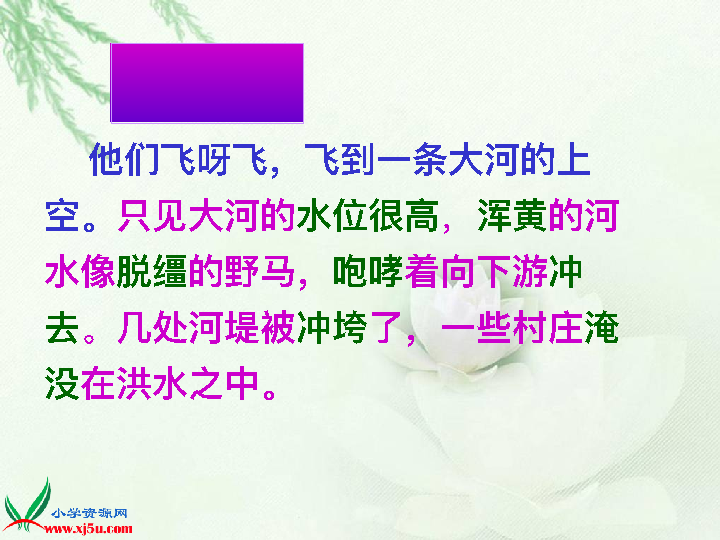 他们飞呀飞，飞到一条大河的上
空。只见大河的水位很高，浑黄的河
水像脱缰的野马，咆哮着向下游冲
去。几处河堤被冲垮了，一些村庄淹
没在洪水之中。
小学资源网
www.xj5u.com